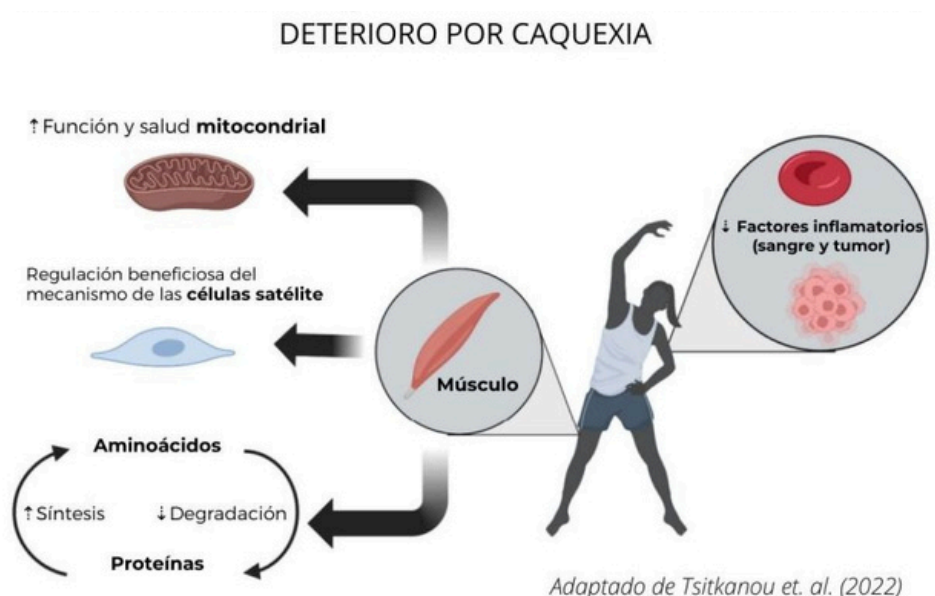 DETERIORO POR CAQUEXIA
↑Función y salud mitocondrial
Regulación beneficiosa del
mecanismo de las células satélite
Músculo
↓ Factores inflamatorios
(sangre y tumor)
Aminoácidos
↑Síntesis ↓Degradación
Proteínas
Adaptado de Tsitkanou et. al. (2022)